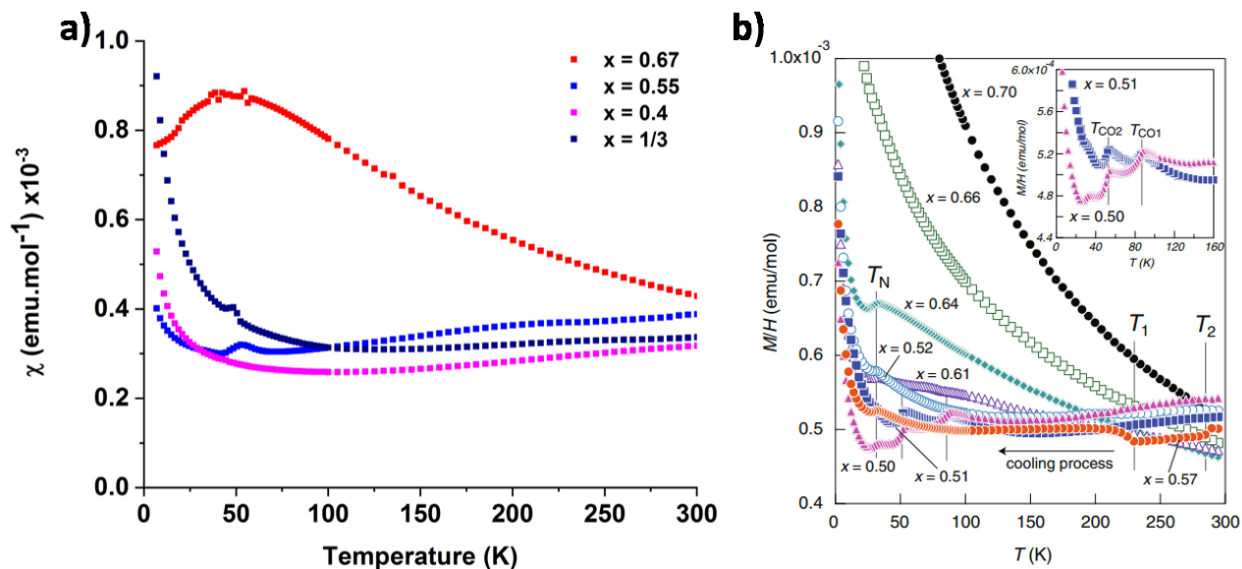 a)
χ (emu.mol⁻¹) x10⁻³
1.0
0.8
0.6
0.4
0.2
0.0
x = 0.67
x = 0.55
x = 0.4
x = 1/3
0 50 100 150 200 250 300
Temperature (K)
b)
M/H (emu/mol)
1.0x10⁻³
0.9
0.8
0.7
0.6
0.5
0.4
x = 0.70
x = 0.66
T_N
x = 0.64
x = 0.52
x = 0.61
T₁
T₂
x = 0.50
x = 0.51
cooling process
x = 0.57
0 50 100 150 200 250 300
T (K)
M/H (emu/mol)
6.0x10⁻⁴
5.6
5.2
4.8
4.4
x = 0.51
T_CO2
T_CO1
x = 0.50
0 40 80 120 160
T (K)